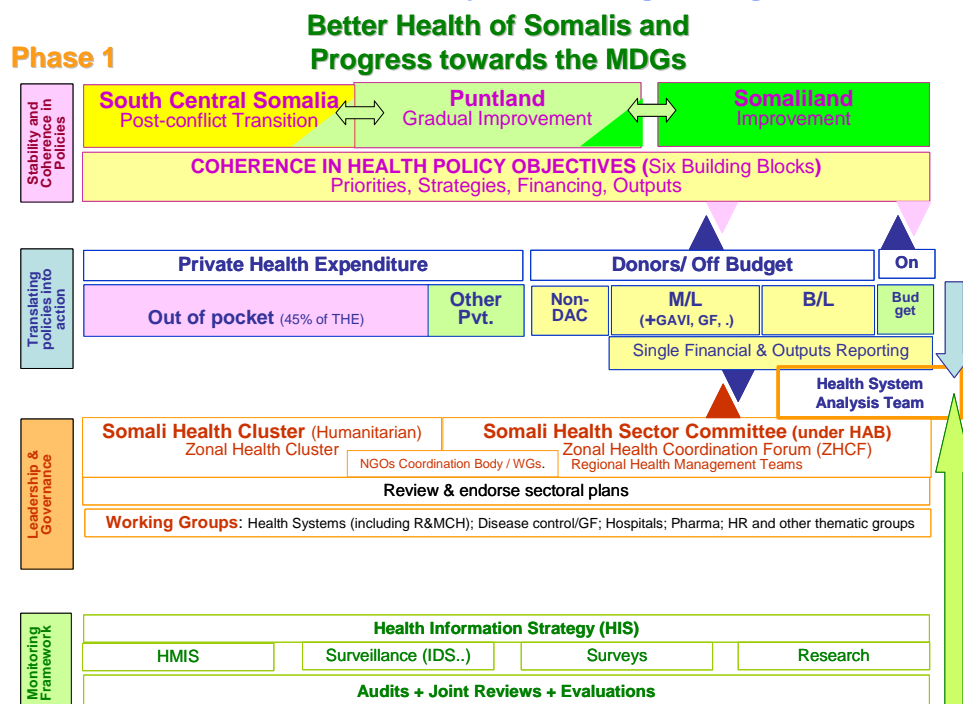 Better Health of Somalis and
Progress towards the MDGs
Phase 1
Stability and
Coherence in
Policies
South Central Somalia
Post-conflict Transition
Puntland
Gradual Improvement
Somaliland
Improvement
COHERENCE IN HEALTH POLICY OBJECTIVES (Six Building Blocks)
Priorities, Strategies, Financing, Outputs
Translating
policies into
action
Private Health Expenditure
Donors/ Off Budget
On
Out of pocket (45% of THE)
Other
Pvt.
Non-
DAC
M/L
(+GAVI, GF, .)
B/L
Bud
get
Single Financial & Outputs Reporting
Health System
Analysis Team
Leadership &
Governance
Somali Health Cluster (Humanitarian)
Zonal Health Cluster
Somali Health Sector Committee (under HAB)
Zonal Health Coordination Forum (ZHCF)
NGOs Coordination Body / WGs.
Regional Health Management Teams
Review & endorse sectoral plans
Working Groups: Health Systems (including R&MCH); Disease control/GF; Hospitals; Pharma; HR and other thematic groups
Monitoring
Framework
Health Information Strategy (HIS)
HMIS
Surveillance (IDS..)
Surveys
Research
Audits + Joint Reviews + Evaluations